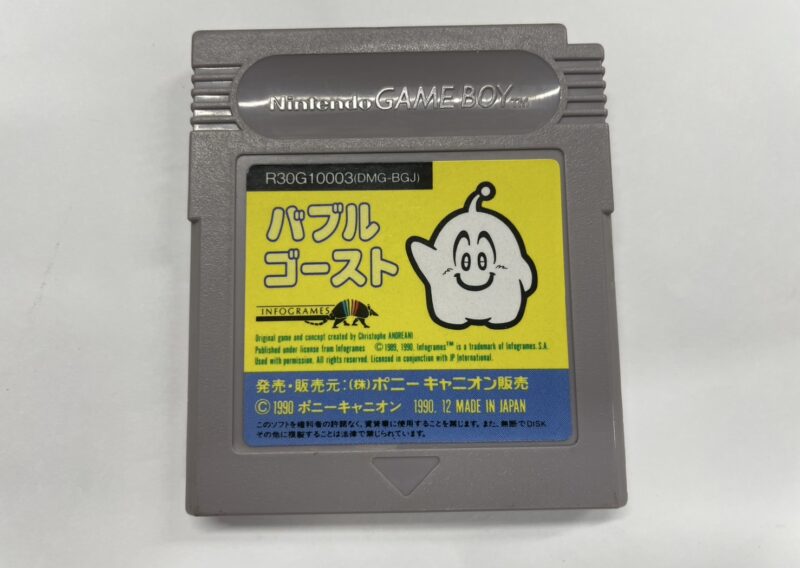 Nintendo GAME BOY TM
R30G10003(DMG-BGJ)
バブル
ゴースト
INFOGRAMES
Original game and concept created by Christophe ANDREANI
Published under license from Infogrames ©1989, 1990, Infogrames™ is a trademark of Infogrames S.A.
Used with permission. All rights reserved. Licensed in conjunction with JP International.
発売・販売元:(株)ポニーキャニオン販売
©1990 ポニーキャニオン 1990. 12 MADE IN JAPAN
このソフトを権利者の許諾なく、賃貸業に使用することを禁じます。また、無断でDISK
その他に複製することは法律で禁じられています。